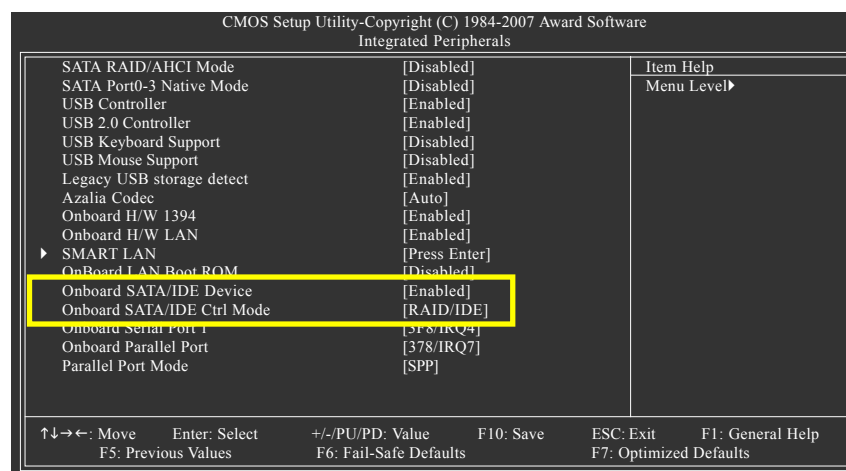 CMOS Setup Utility-Copyright (C) 1984-2007 Award Software
Integrated Peripherals
SATA RAID/AHCI Mode [Disabled] Item Help
SATA Port0-3 Native Mode [Disabled] Menu Level▶
USB Controller [Enabled]
USB 2.0 Controller [Enabled]
USB Keyboard Support [Disabled]
USB Mouse Support [Disabled]
Legacy USB storage detect [Enabled]
Azalia Codec [Auto]
Onboard H/W 1394 [Enabled]
Onboard H/W LAN [Enabled]
▶ SMART LAN [Press Enter]
OnBoard LAN Boot ROM [Disabled]
Onboard SATA/IDE Device [Enabled]
Onboard SATA/IDE Ctrl Mode [RAID/IDE]
Onboard Serial Port 1 [3F8/IRQ4]
Onboard Parallel Port [378/IRQ7]
Parallel Port Mode [SPP]
↑↓→←: Move Enter: Select +/-/PU/PD: Value F10: Save ESC: Exit F1: General Help
F5: Previous Values F6: Fail-Safe Defaults F7: Optimized Defaults